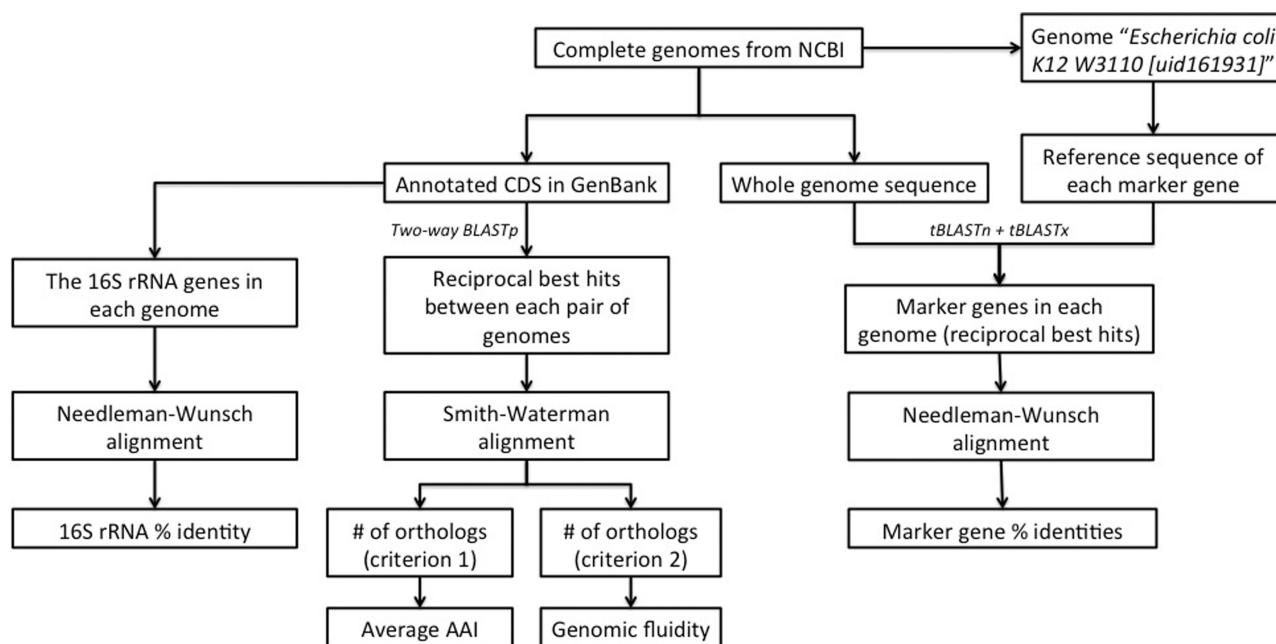 Complete genomes from NCBI
Genome “Escherichia coli
K12 W3110 [uid161931]”
Annotated CDS in GenBank
Whole genome sequence
Reference sequence of
each marker gene
Two-way BLASTp
tBLASTn + tBLASTx
The 16S rRNA genes in
each genome
Reciprocal best hits
between each pair of
genomes
Marker genes in each
genome (reciprocal best hits)
Needleman-Wunsch
alignment
Smith-Waterman
alignment
Needleman-Wunsch
alignment
16S rRNA % identity
# of orthologs
(criterion 1)
# of orthologs
(criterion 2)
Marker gene % identities
Average AAI
Genomic fluidity